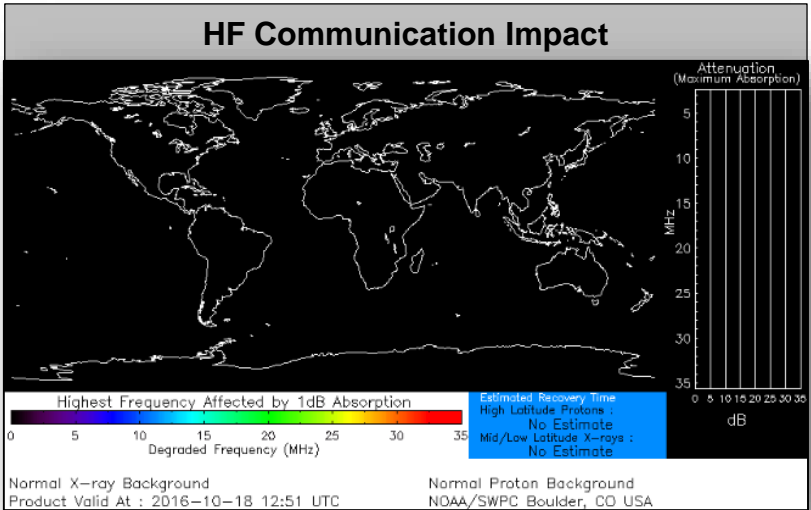 HF Communication Impact
Attenuation
(Maximum Absorption)
5
10
15
20
25
30
35
MHz
0 5 10 15 20 25 30 35
dB
Highest Frequency Affected by 1dB Absorption
0 5 10 15 20 25 30 35
Degraded Frequency (MHz)
Estimated Recovery Time
High Latitude Protons :
No Estimate
Mid/Low Latitude X-rays :
No Estimate
Normal X-ray Background
Normal Proton Background
Product Valid At : 2016-10-18 12:51 UTC
NOAA/SWPC Boulder, CO USA